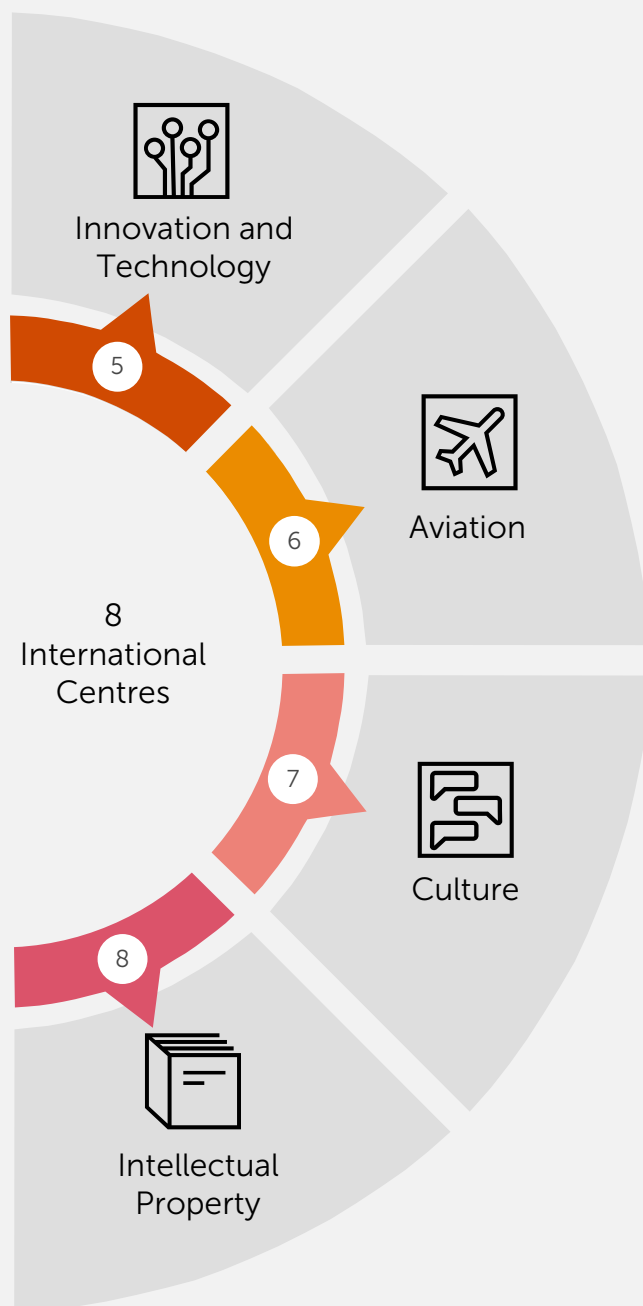 Innovation and
Technology
5
6
Aviation
8
International
Centres
7
Culture
8
Intellectual
Property